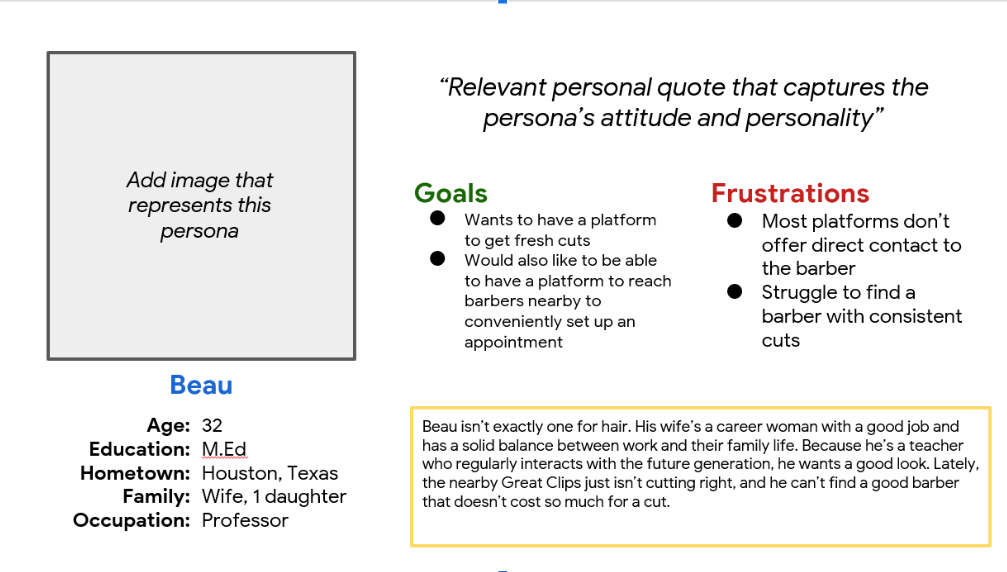 “Relevant personal quote that captures the
persona’s attitude and personality”
Add image that
represents this
persona
Beau
Age: 32
Education: M.Ed
Hometown: Houston, Texas
Family: Wife, 1 daughter
Occupation: Professor
Goals
● Wants to have a platform
to get fresh cuts
● Would also like to be able
to have a platform to reach
barbers nearby to
conveniently set up an
appointment
Frustrations
● Most platforms don’t
offer direct contact to
the barber
● Struggle to find a
barber with consistent
cuts
Beau isn’t exactly one for hair. His wife’s a career woman with a good job and
has a solid balance between work and their family life. Because he’s a teacher
who regularly interacts with the future generation, he wants a good look. Lately,
the nearby Great Clips just isn’t cutting right, and he can’t find a good barber
that doesn’t cost so much for a cut.